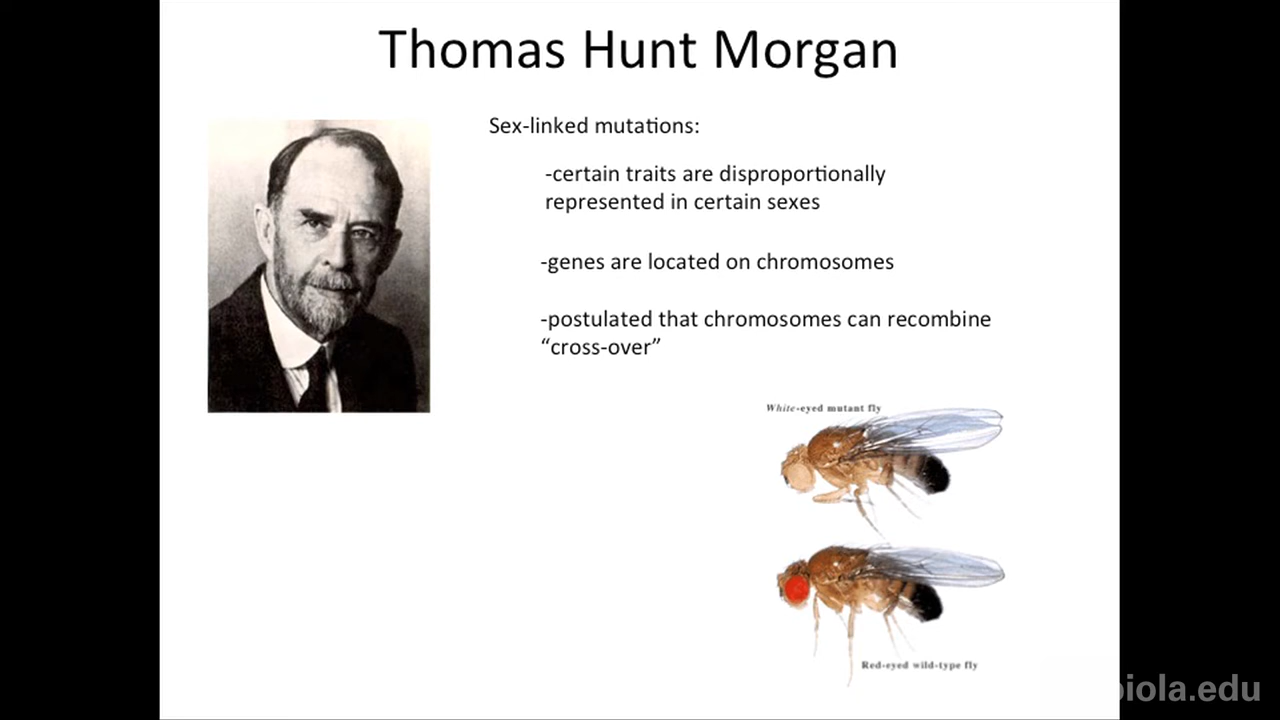 Thomas Hunt Morgan
Sex-linked mutations:
-certain traits are disproportionally
represented in certain sexes
-genes are located on chromosomes
-postulated that chromosomes can recombine
“cross-over”
White-eyed mutant fly
Red-eyed wild-type fly
biola.edu